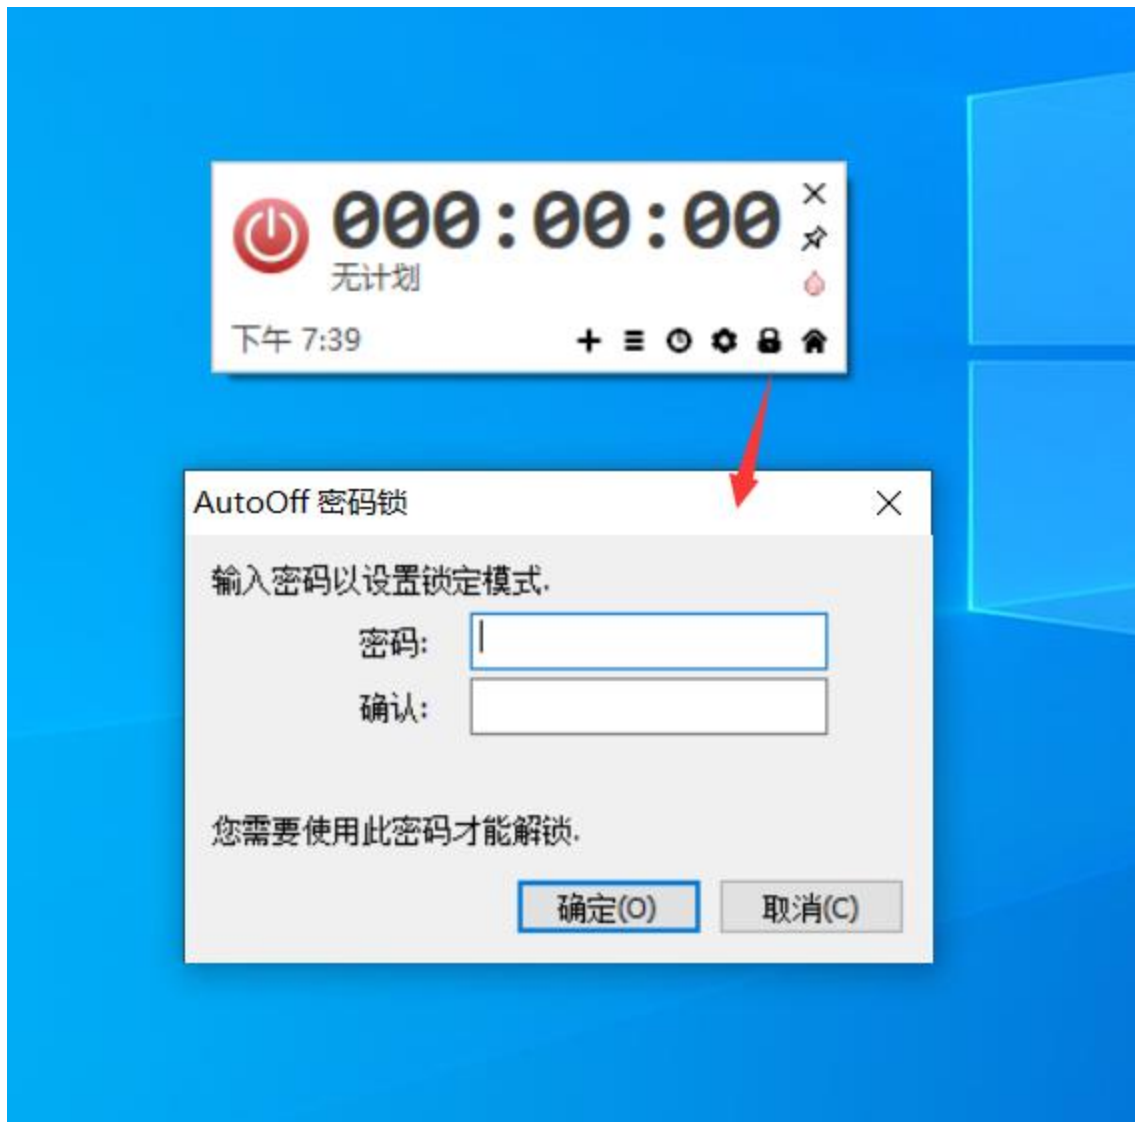 000:00:00
无计划
下午 7:39
AutoOff 密码锁
输入密码以设置锁定模式.
密码:
确认:
您需要使用此密码才能解锁.
确定(O) 取消(C)